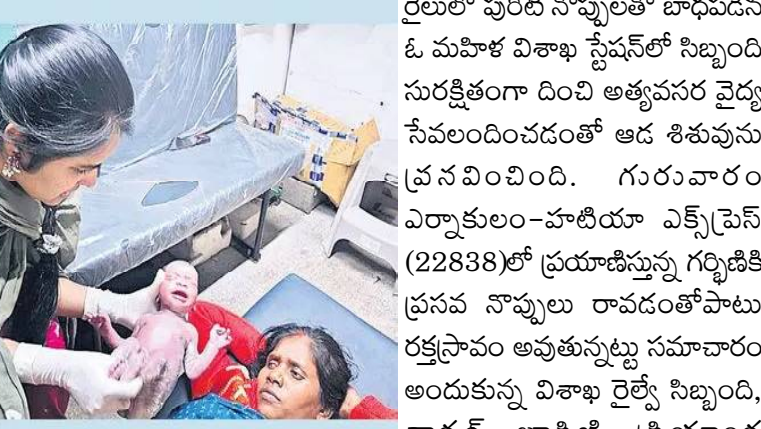 రైలులో పురిటి నొప్పులతో బాధపడిన
ఓ మహిళ విశాఖ స్టేషన్‌లో సిబ్బంది
సురక్షితంగా దించి అత్యవసర వైద్య
సేవలందించడంతో ఆడ శిశువును
వ్రనవించింది. గురువారం
ఎర్నాకులం-హటియా ఎక్స్‌ప్రెస్
(22838)లో ప్రయాణిస్తున్న గర్భిణికి
ప్రసవ నొప్పులు రావడంతోపాటు
రక్తస్రావం అవుతున్నట్టు సమాచారం
అందుకున్న విశాఖ రైల్వే సిబ్బంది,